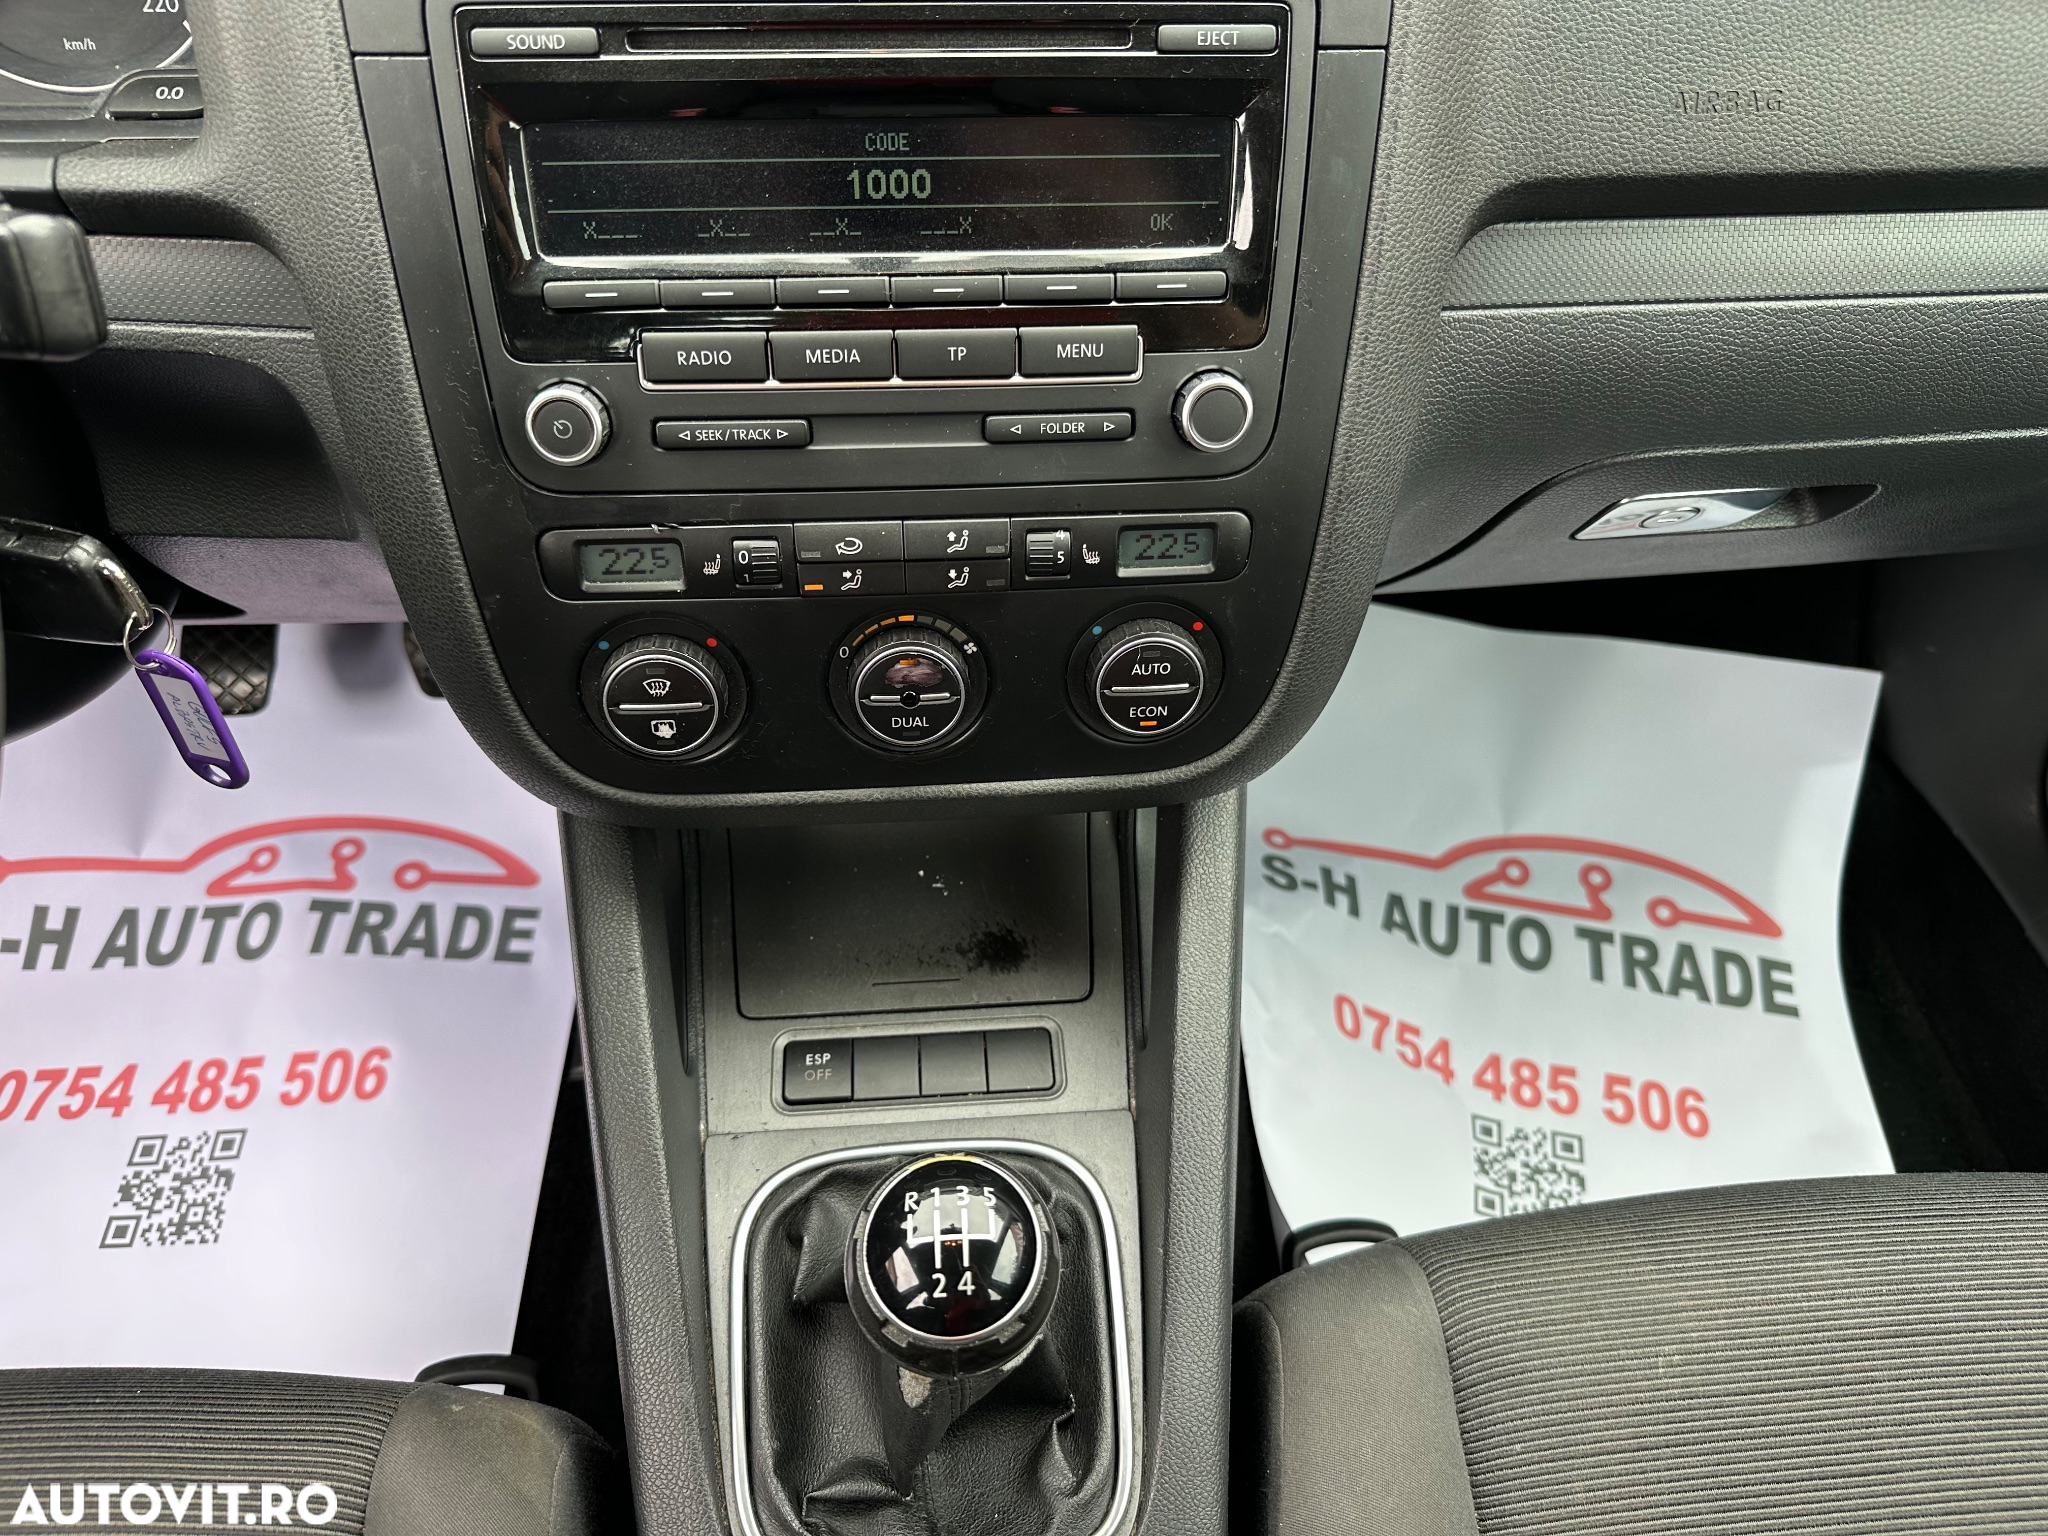 220
km/h
0.0
SOUND
EJECT
AIRBAG
CODE
1000
X___ _X__ __X_ ___X OK
RADIO MEDIA TP MENU
◁ SEEK / TRACK ▷
◁ FOLDER ▷
22.5
0
1
4
5
22.5
0
DUAL
AUTO
ECON
-H AUTO TRADE
0754 485 506
S-H AUTO TRADE
0754 485 506
ESP
OFF
R 1 3 5
2 4
AUTOVIT.RO